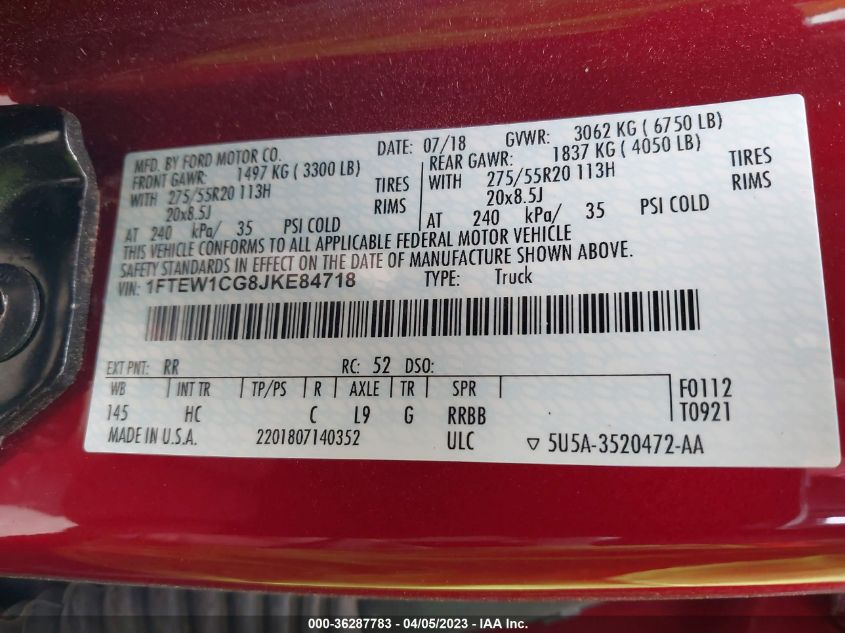 MFD. BY FORD MOTOR CO.
DATE: 07/18 GVWR: 3062 KG ( 6750 LB)
FRONT GAWR: 1497 KG ( 3300 LB)
WITH 275/55R20 113H TIRES
20x8.5J RIMS
AT 240 kPa/ 35 PSI COLD
REAR GAWR: 1837 KG ( 4050 LB)
WITH 275/55R20 113H TIRES
20x8.5J RIMS
AT 240 kPa/ 35 PSI COLD
THIS VEHICLE CONFORMS TO ALL APPLICABLE FEDERAL MOTOR VEHICLE
SAFETY STANDARDS IN EFFECT ON THE DATE OF MANUFACTURE SHOWN ABOVE.
VIN: 1FTEW1CG8JKE84718 TYPE: Truck
EXT PNT: RR RC: 52 DSO:
WB INT TR TP/PS R AXLE TR SPR
145 HC C L9 G RRBB
F0112
T0921
MADE IN U.S.A. 2201807140352 ULC ▽ 5U5A-3520472-AA
000-36287783 - 04/05/2023 - © IAA Inc.